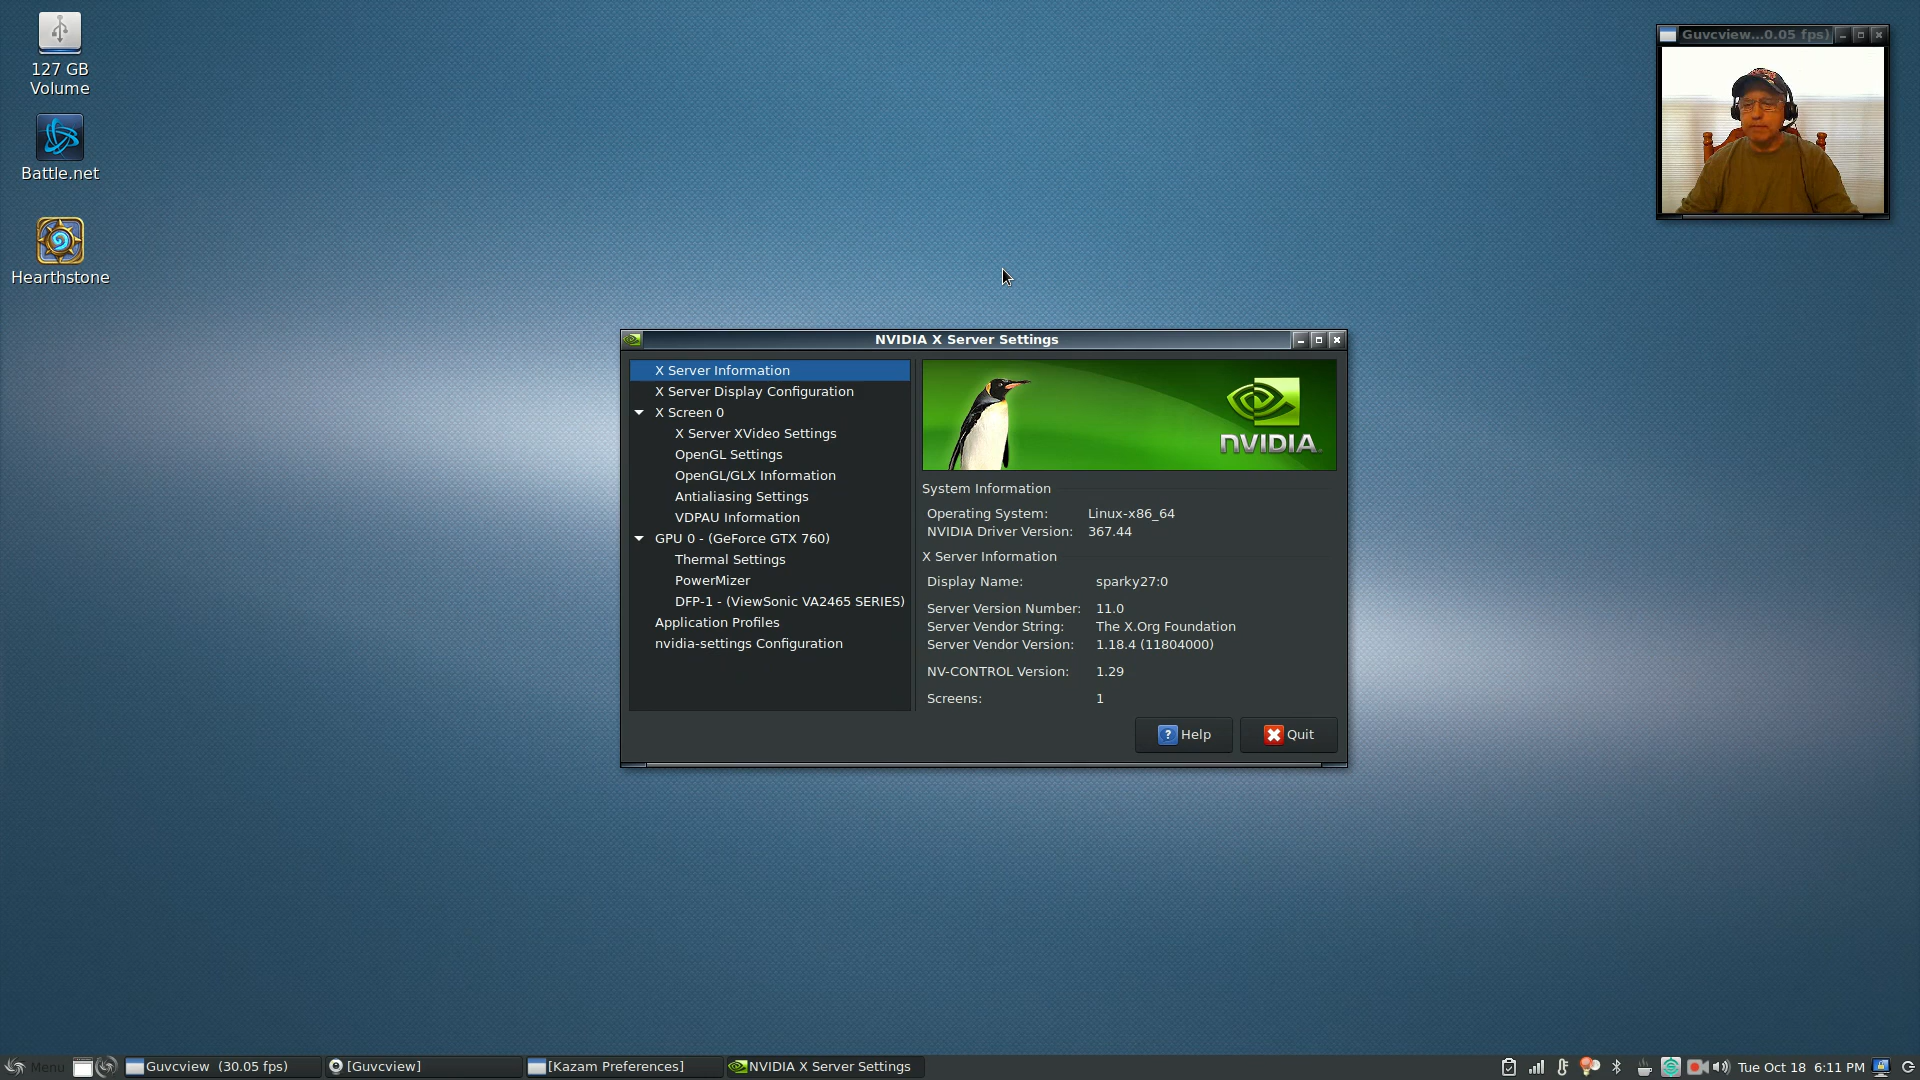 127 GB
Volume
Battle.net
Hearthstone
Guvcview...0.05 fps)
NVIDIA X Server Settings
X Server Information
X Server Display Configuration
X Screen 0
X Server XVideo Settings
OpenGL Settings
OpenGL/GLX Information
Antialiasing Settings
VDPAU Information
GPU 0 - (GeForce GTX 760)
Thermal Settings
PowerMizer
DFP-1 - (ViewSonic VA2465 SERIES)
Application Profiles
nvidia-settings Configuration
NVIDIA.
System Information
Operating System: Linux-x86_64
NVIDIA Driver Version: 367.44
X Server Information
Display Name: sparky27:0
Server Version Number: 11.0
Server Vendor String: The X.Org Foundation
Server Vendor Version: 1.18.4 (11804000)
NV-CONTROL Version: 1.29
Screens: 1
Help
Quit
Menu
Guvcview (30.05 fps)
[Guvcview]
[Kazam Preferences]
NVIDIA X Server Settings
Tue Oct 18 6:11 PM